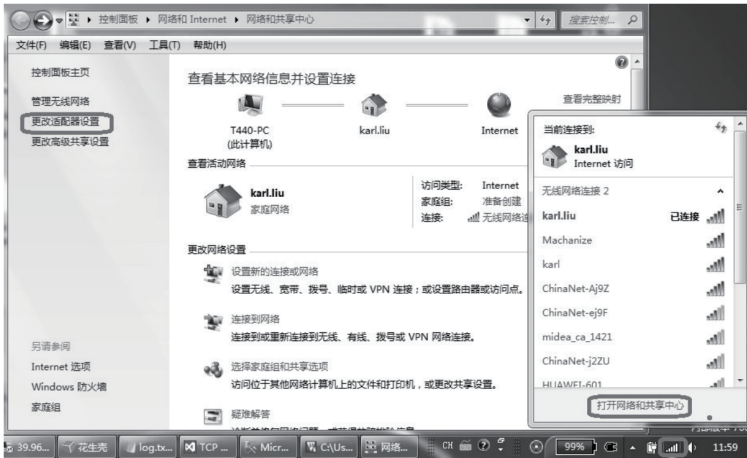 控制面板 ▸ 网络和 Internet ▸ 网络和共享中心
搜索控制...
文件(F) 编辑(E) 查看(V) 工具(T) 帮助(H)
控制面板主页
管理无线网络
更改适配器设置
更改高级共享设置
查看基本网络信息并设置连接
查看完整映射
T440-PC
(此计算机)
karl.liu
Internet
查看活动网络
karl.liu
家庭网络
访问类型: Internet
家庭组: 准备创建
连接: 无线网络连
更改网络设置
设置新的连接或网络
设置无线、宽带、拨号、临时或 VPN 连接；或设置路由器或访问点。
连接到网络
连接到或重新连接到无线、有线、拨号或 VPN 网络连接。
选择家庭组和共享选项
访问位于其他网络计算机上的文件和打印机，或更改共享设置。
疑难解答
另请参阅
Internet 选项
Windows 防火墙
家庭组
当前连接到:
karl.liu
Internet 访问
无线网络连接 2
karl.liu 已连接
Machanize
karl
ChinaNet-Aj9Z
ChinaNet-ej9F
midea_ca_1421
ChinaNet-j2ZU
HUAWEI-601
打开网络和共享中心
39.96... 花生壳 log.tx... TCP ... Micr... C:\Us... 网络... CH 99% 11:59